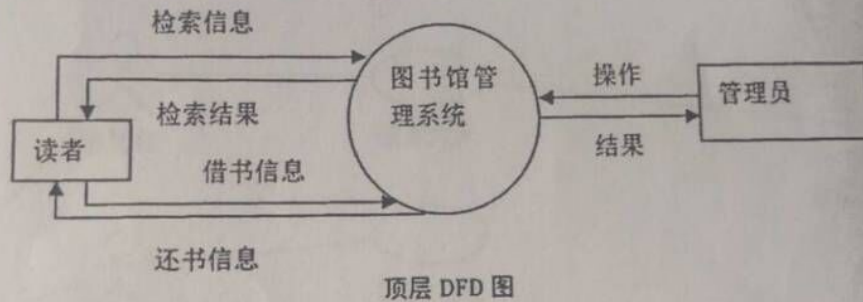 检索信息
图书馆管
理系统
操作
管理员
检索结果
结果
读者
借书信息
还书信息
顶层 DFD 图